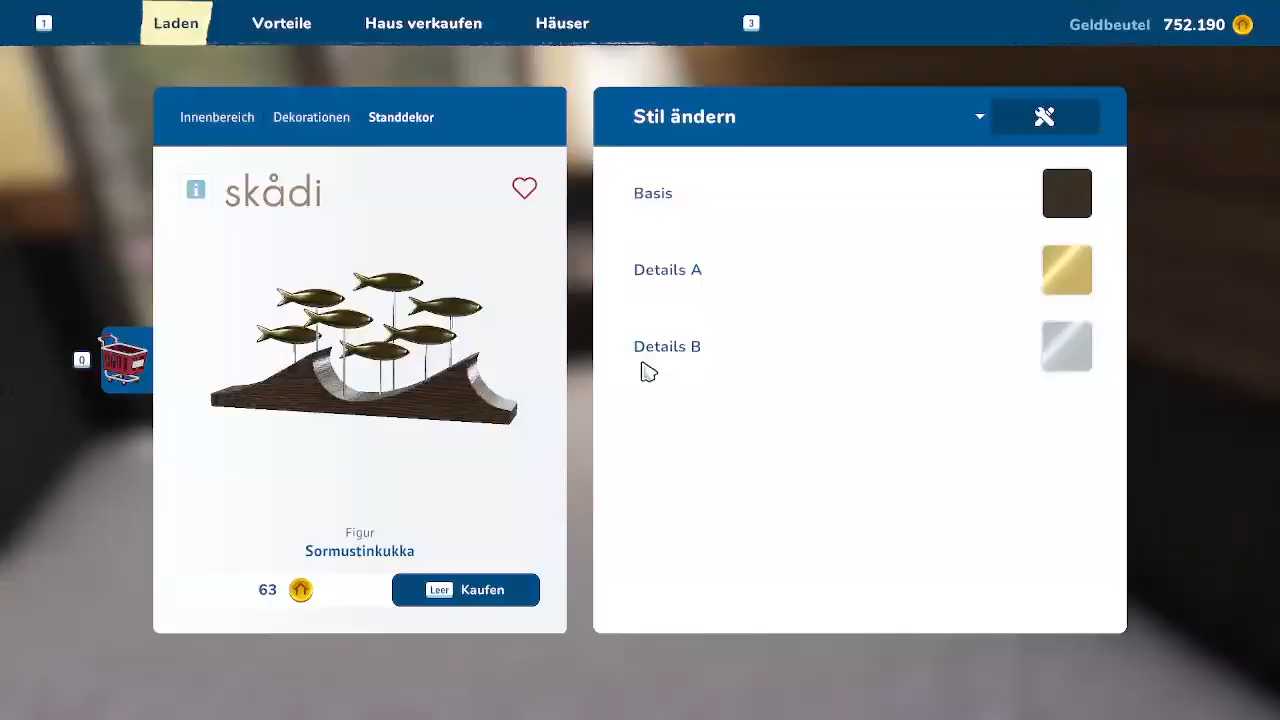 1
Laden
Vorteile
Haus verkaufen
Häuser
3
Geldbeutel 752.190
Innenbereich Dekorationen Standdekor
i
skådi
Figur
Sormustinkukka
63
Leer Kaufen
Q
Stil ändern
Basis
Details A
Details B